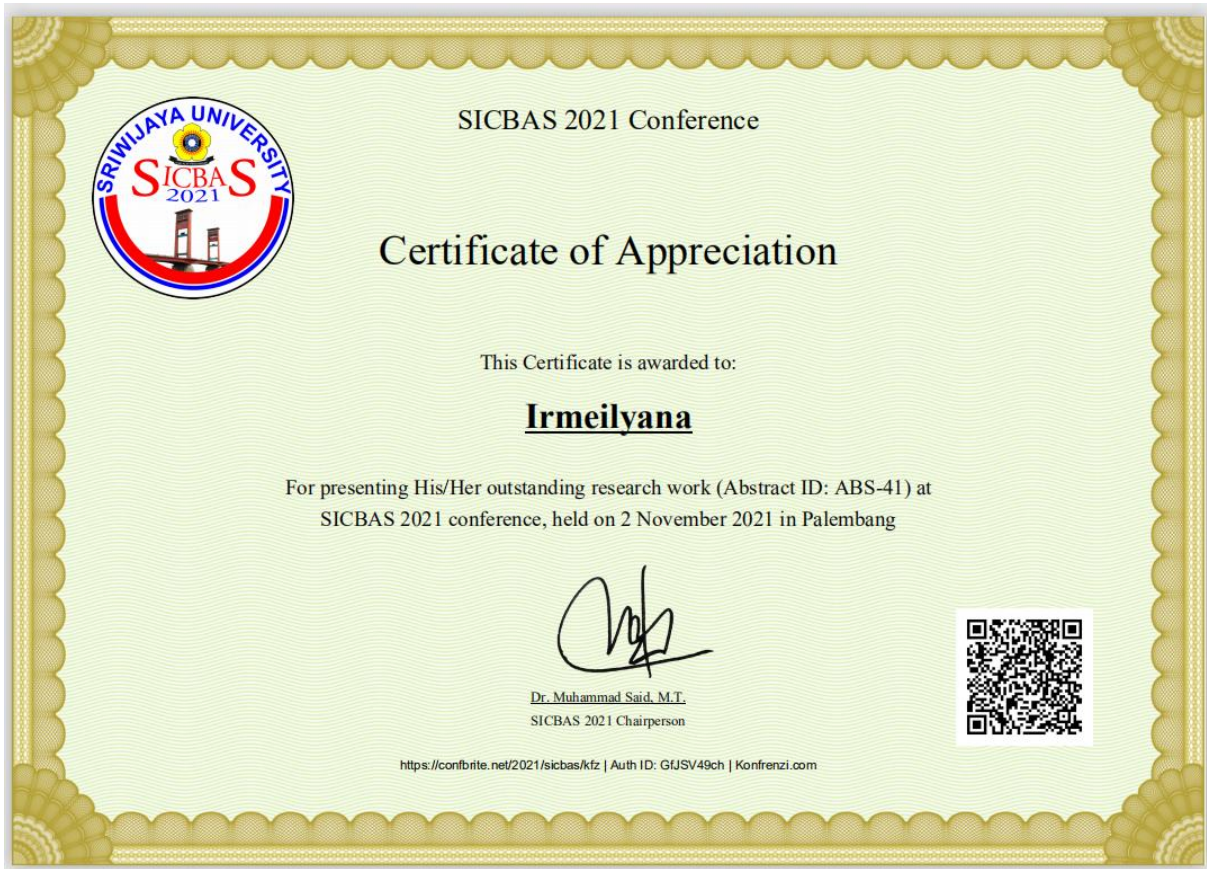 SRIWIJAYA UNIVERSITY
SICBAS
2021
SICBAS 2021 Conference
Certificate of Appreciation
This Certificate is awarded to:
Irmeilyana
For presenting His/Her outstanding research work (Abstract ID: ABS-41) at
SICBAS 2021 conference, held on 2 November 2021 in Palembang
Dr. Muhammad Said, M.T.
SICBAS 2021 Chairperson
https://confbrite.net/2021/sicbas/kfz | Auth ID: GfJSV49ch | Konfrenzi.com